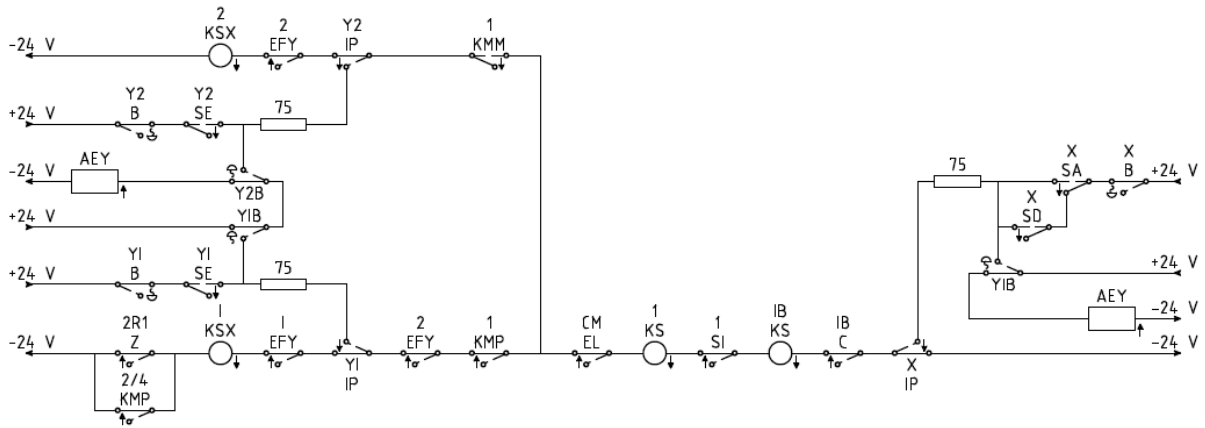 2
KSX
2
EFY
Y2
IP
1
KMM
-24 V
Y2
B
Y2
SE
75
+24 V
AEY
-24 V
Y2B
+24 V
YIB
YI
B
YI
SE
75
+24 V
2R1
Z
I
KSX
I
EFY
YI
IP
2
EFY
1
KMP
-24 V
2/4
KMP
CM
EL
1
KS
1
SI
IB
KS
IB
C
X
IP
75
X
SA
X
B
+24 V
X
SD
YIB
+24 V
AEY
-24 V
-24 V